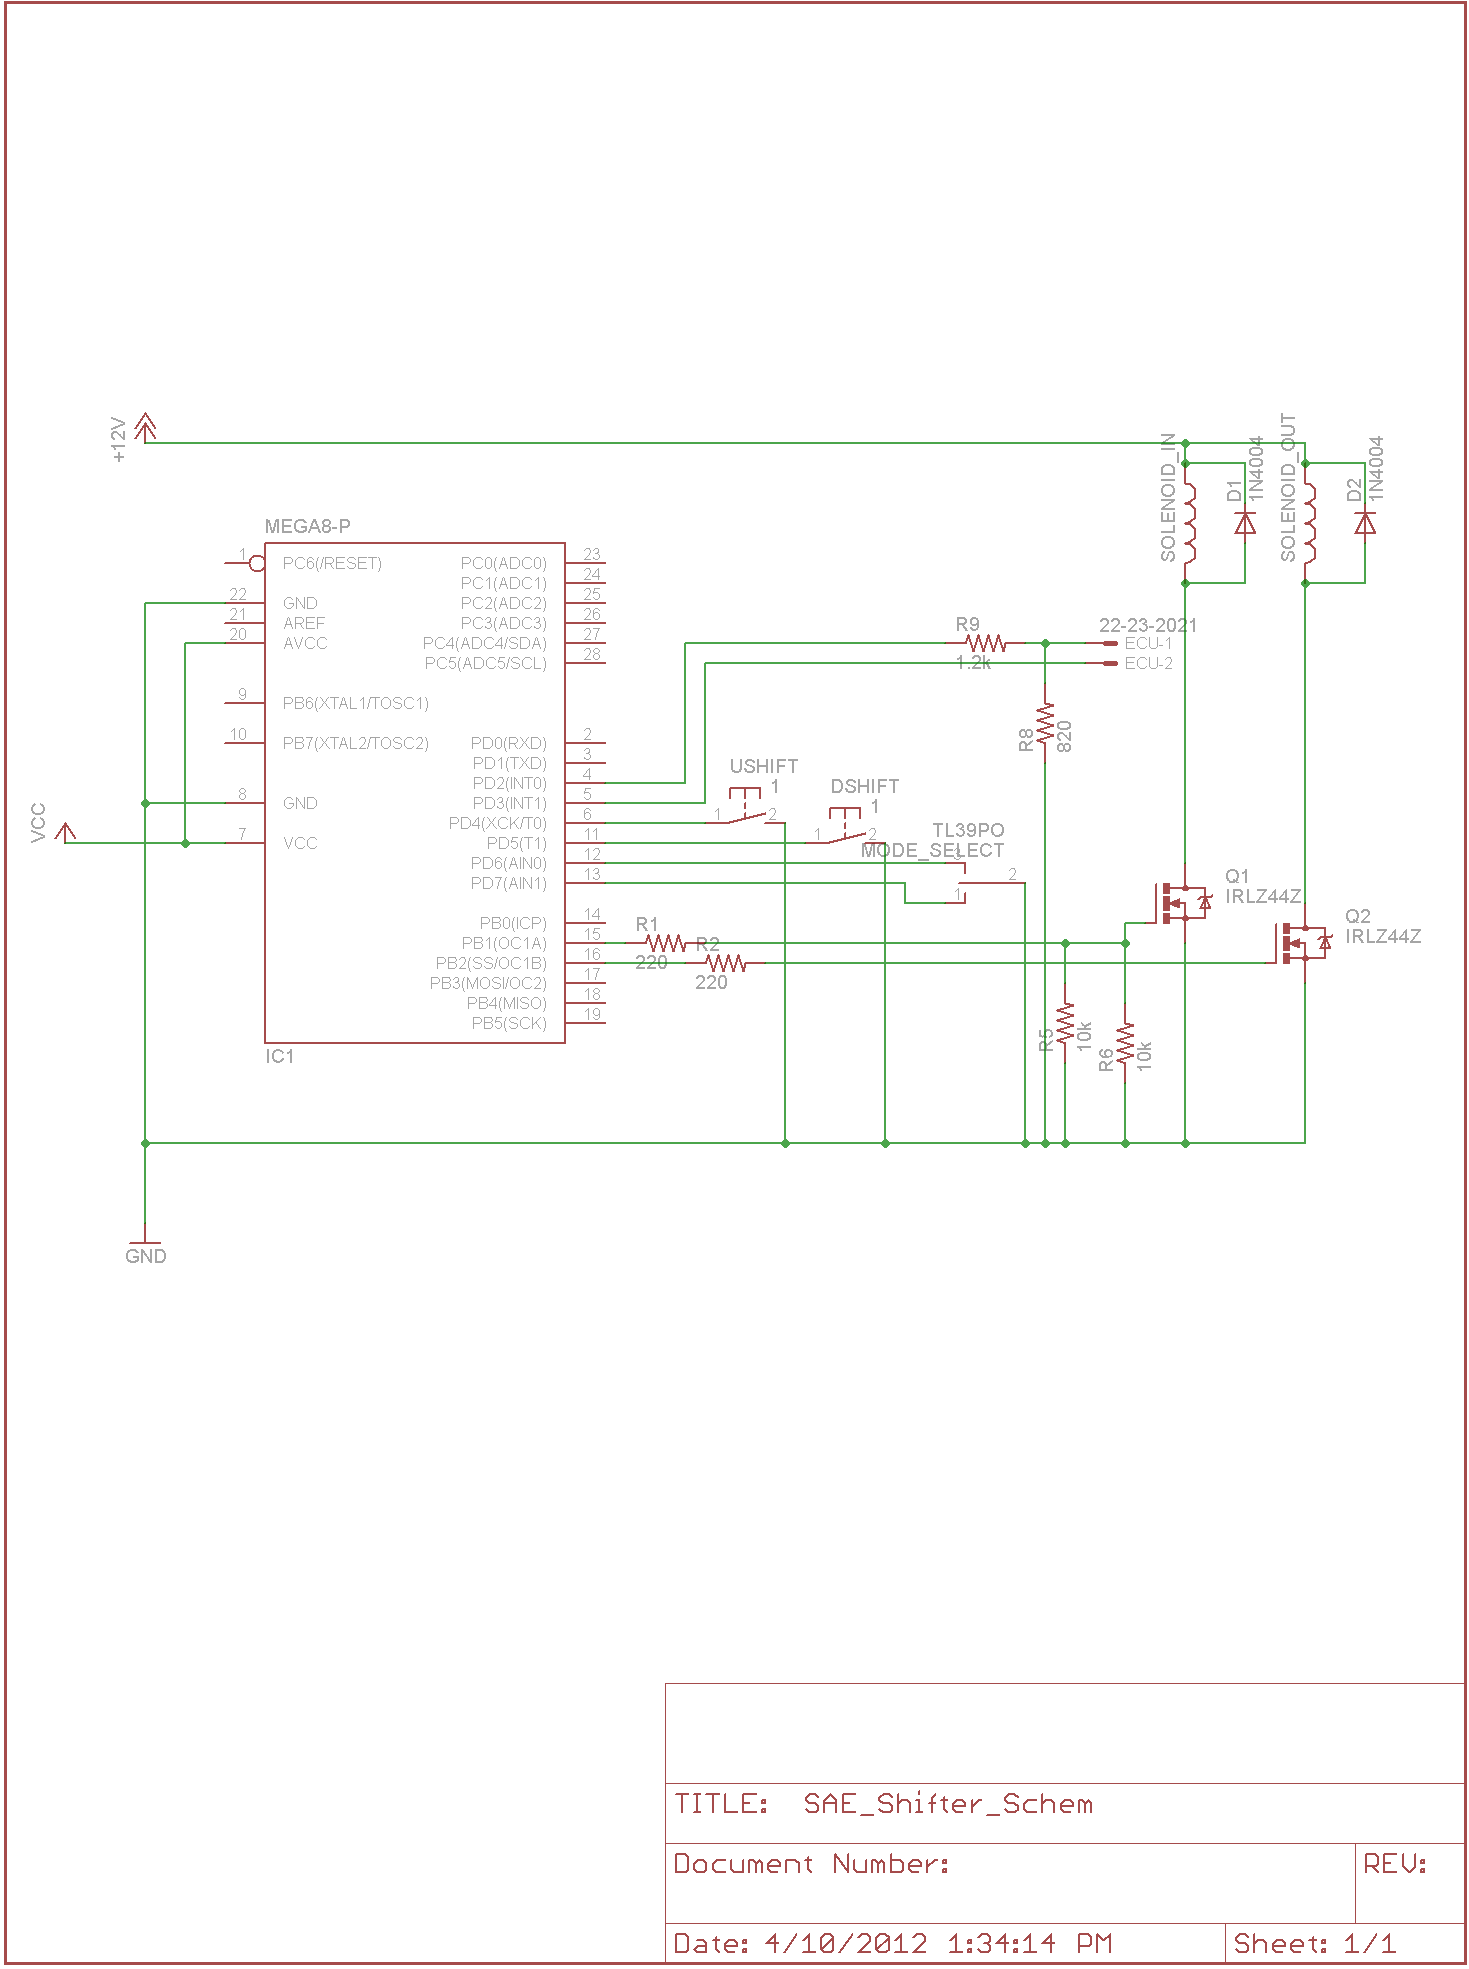 +12V
SOLENOID_IN
D1
1N4004
SOLENOID_OUT
D2
1N4004
MEGA8-P
1 PC6(/RESET) PC0(ADC0) 23
PC1(ADC1) 24
22 GND PC2(ADC2) 25
21 AREF PC3(ADC3) 26
20 AVCC PC4(ADC4/SDA) 27
PC5(ADC5/SCL) 28
R9
1.2k
22-23-2021
ECU-1
ECU-2
9 PB6(XTAL1/TOSC1)
10 PB7(XTAL2/TOSC2) PD0(RXD) 2
PD1(TXD) 3
PD2(INT0) 4
8 GND PD3(INT1) 5
PD4(XCK/T0) 6
VCC
7 VCC PD5(T1) 11
PD6(AIN0) 12
PD7(AIN1) 13
R8
820
USHIFT
1
1 2
DSHIFT
1
1 2
TL39PO
MODE_SELECT
3
2
1
Q1
IRLZ44Z
Q2
IRLZ44Z
PB0(ICP) 14
PB1(OC1A) 15
PB2(SS/OC1B) 16
PB3(MOSI/OC2) 17
PB4(MISO) 18
PB5(SCK) 19
R1
220
R2
220
R5
10k
R6
10k
IC1
GND
TITLE: SAE_Shifter_Schem
Document Number:
REV:
Date: 4/10/2012 1:34:14 PM
Sheet: 1/1